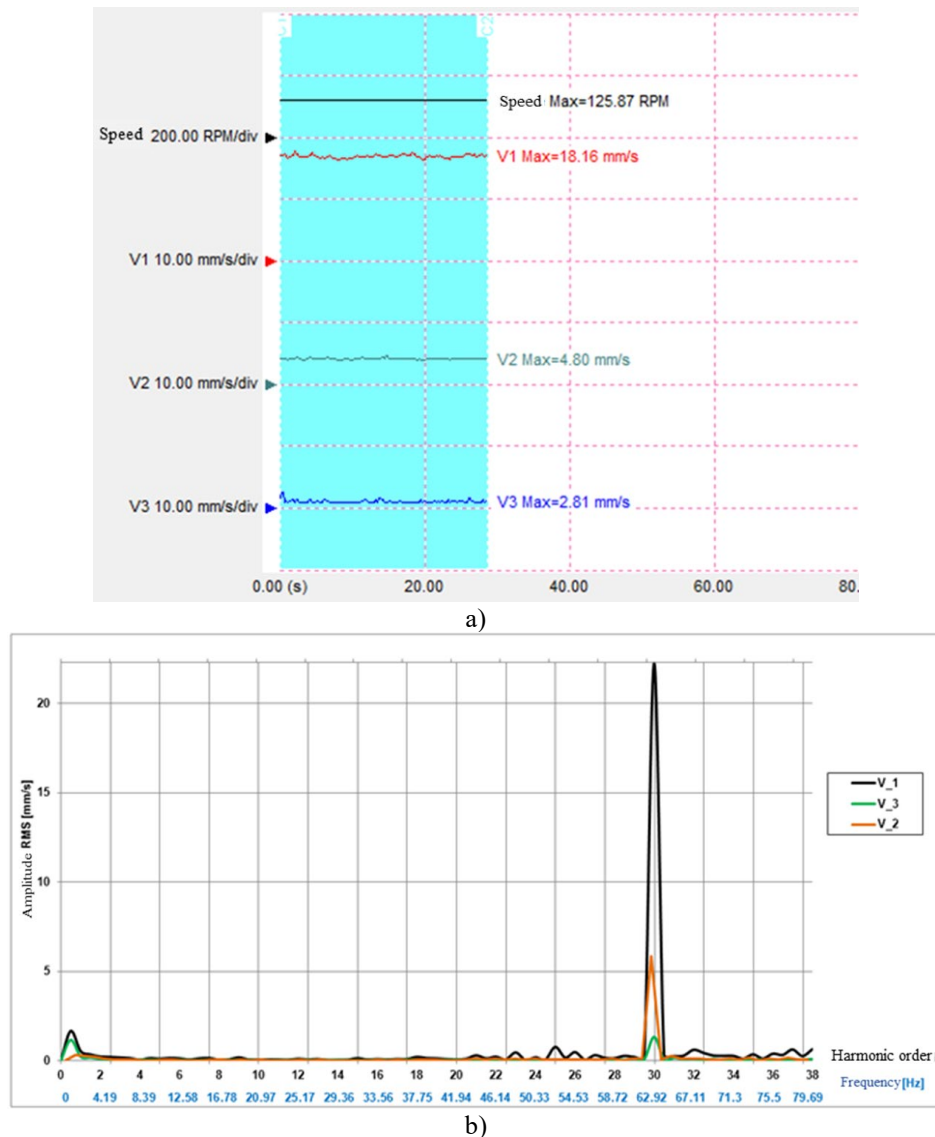 C1
C2
Speed Max=125.87 RPM
Speed 200.00 RPM/div
V1 Max=18.16 mm/s
V1 10.00 mm/s/div
V2 Max=4.80 mm/s
V2 10.00 mm/s/div
V3 Max=2.81 mm/s
V3 10.00 mm/s/div
0.00 (s) 20.00 40.00 60.00 80.
a)
Amplitude RMS [mm/s]
20
15
10
5
0
V_1
V_3
V_2
0 2 4 6 8 10 12 14 16 18 20 22 24 26 28 30 32 34 36 38
Harmonic order
0 4.19 8.39 12.58 16.78 20.97 25.17 29.36 33.56 37.75 41.94 46.14 50.33 54.53 58.72 62.92 67.11 71.3 75.5 79.69
Frequency[Hz]
b)